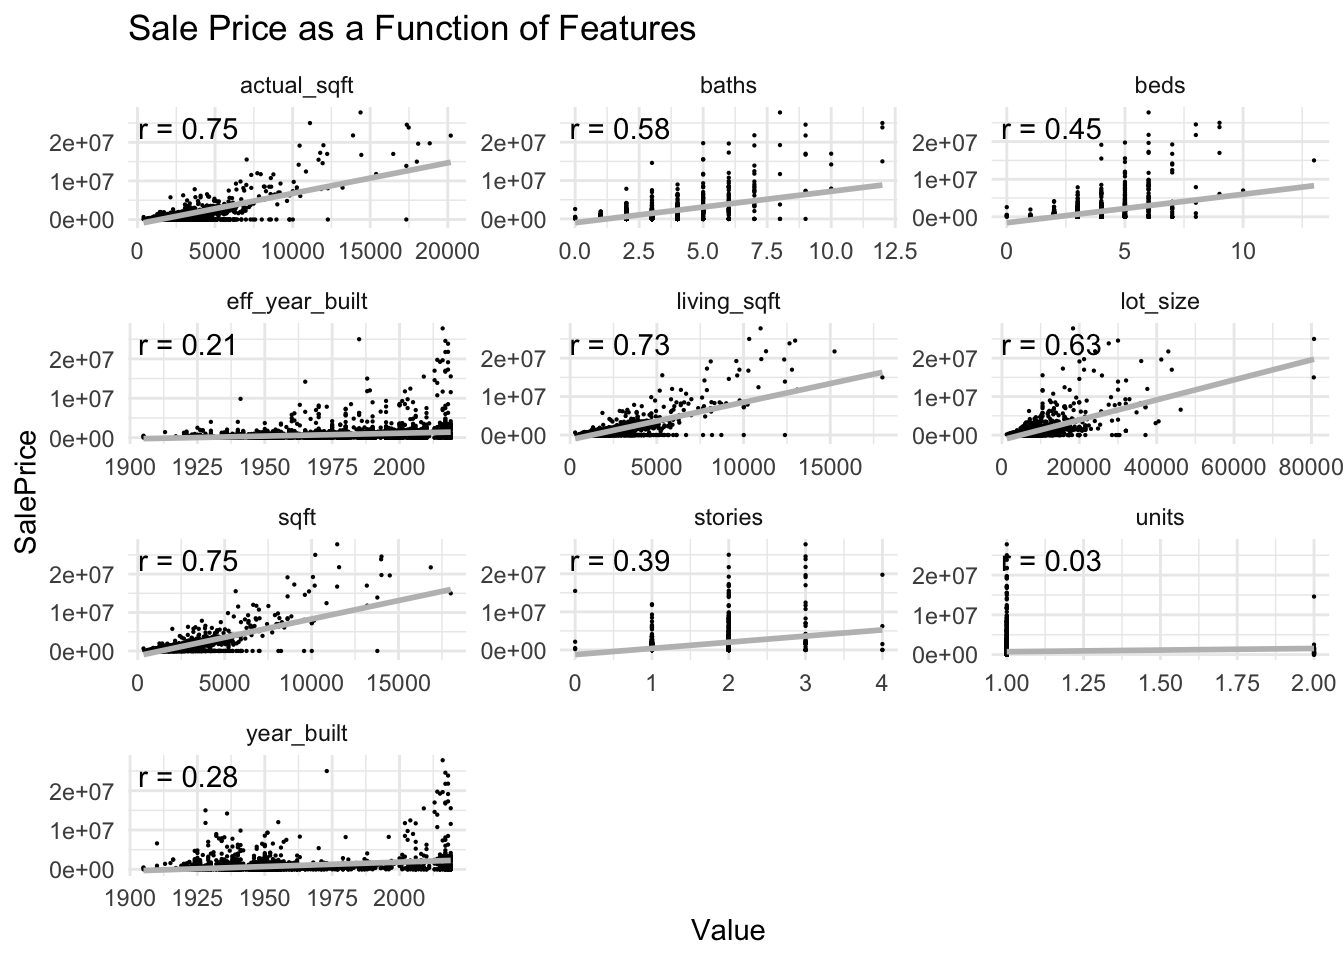 Sale Price as a Function of Features
actual_sqft
baths
beds
r = 0.75
r = 0.58
r = 0.45
2e+07
1e+07
0e+00
2e+07
1e+07
0e+00
2e+07
1e+07
0e+00
0 5000 10000 15000 20000
0.0 2.5 5.0 7.5 10.0 12.5
0 5 10
eff_year_built
living_sqft
lot_size
r = 0.21
r = 0.73
r = 0.63
2e+07
1e+07
0e+00
2e+07
1e+07
0e+00
2e+07
1e+07
0e+00
1900 1925 1950 1975 2000
0 5000 10000 15000
0 20000 40000 60000 80000
SalePrice
sqft
stories
units
r = 0.75
r = 0.39
r = 0.03
2e+07
1e+07
0e+00
2e+07
1e+07
0e+00
2e+07
1e+07
0e+00
0 5000 10000 15000
0 1 2 3 4
1.00 1.25 1.50 1.75 2.00
year_built
r = 0.28
2e+07
1e+07
0e+00
1900 1925 1950 1975 2000
Value